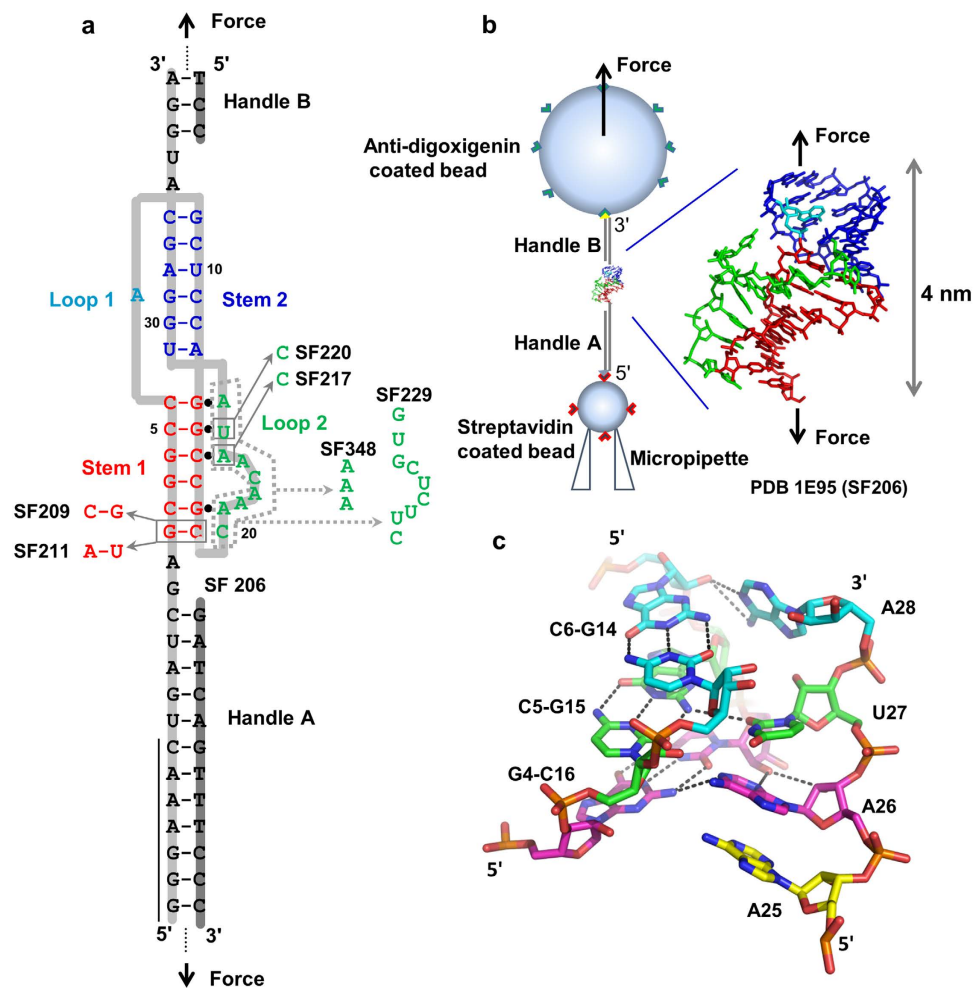 a
Force
3' 5'
A-T
G-C
G-C
Handle B
U
A
C-G
G-C
A-U 10
G-C
30 G-C
U-A
Loop 1
A
Stem 2
C SF220
C SF217
C-G•A
5 C-G•U
G-C•A
G-C
C-G•A
G-C C 20
A
C
A
A
A
Loop 2
Stem 1
SF209 C-G
SF211 A-U
SF348
A
A
A
SF229
G
U
G
C
U
C
U
U
C
SF 206
A
G
C-G
U-A
A-T
G-C
U-A
C-G
A-T
A-T
A-T
G-C
G-C
G-C
Handle A
5' 3'
Force
b
Force
Anti-digoxigenin
coated bead
3'
Handle B
Handle A
5'
Streptavidin
coated bead
Micropipette
Force
4 nm
Force
PDB 1E95 (SF206)
c
5'
3'
C6-G14
A28
C5-G15
U27
G4-C16
A26
5'
A25
5'